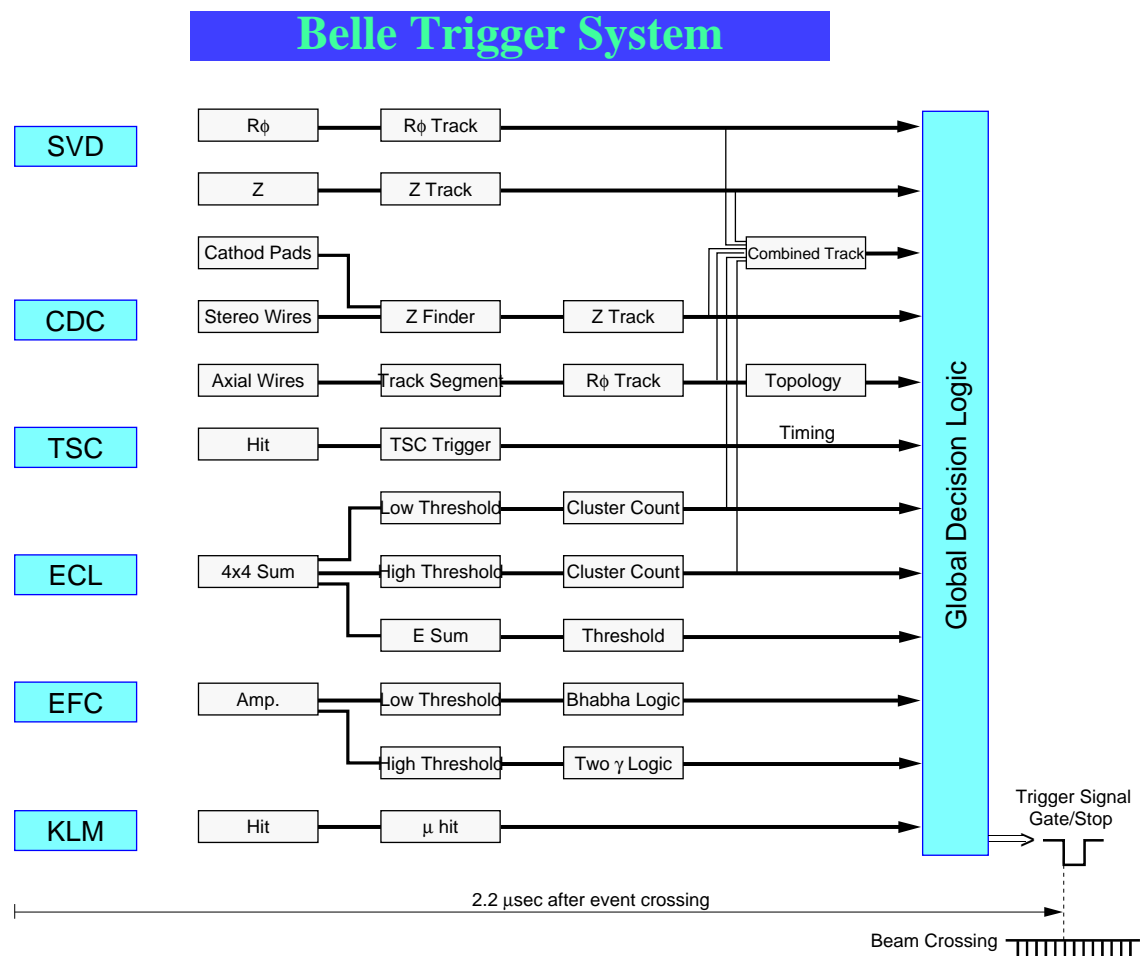 Belle Trigger System
SVD
Rϕ
Rϕ Track
Z
Z Track
Cathod Pads
Combined Track
CDC
Stereo Wires
Z Finder
Z Track
Axial Wires
Track Segment
Rϕ Track
Topology
TSC
Hit
TSC Trigger
Timing
Low Threshold
Cluster Count
ECL
4x4 Sum
High Threshold
Cluster Count
E Sum
Threshold
EFC
Amp.
Low Threshold
Bhabha Logic
High Threshold
Two γ Logic
KLM
Hit
μ hit
Global Decision Logic
Trigger Signal
Gate/Stop
2.2 μsec after event crossing
Beam Crossing